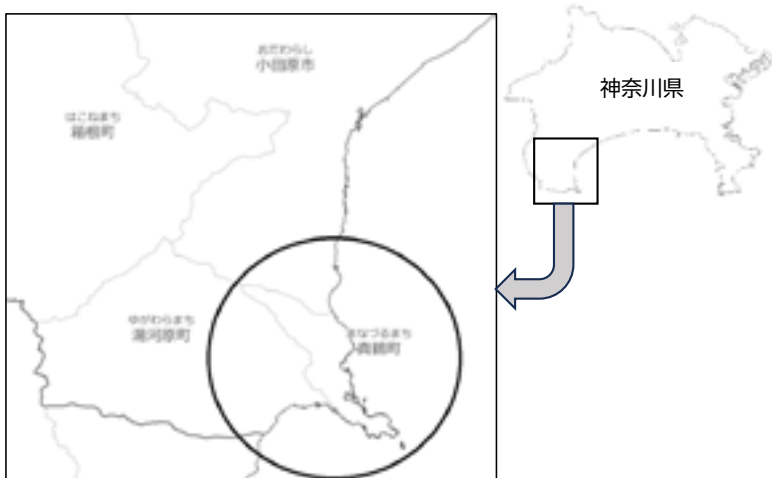 おだわらし
小田原市
神奈川県
はこねまち
箱根町
ゆがわらまち
湯河原町
まなづるまち
真鶴町